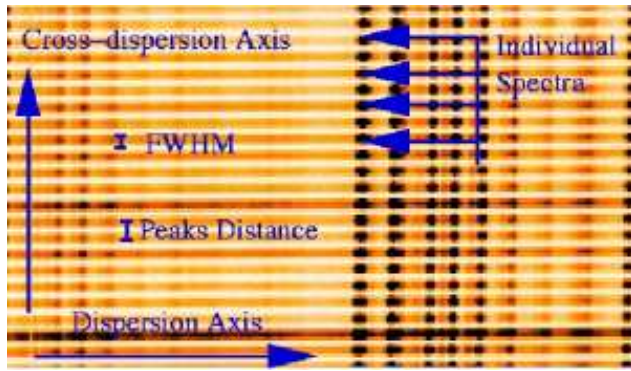 Cross-dispersion Axis
Individual
Spectra
FWHM
Peaks Distance
Dispersion Axis